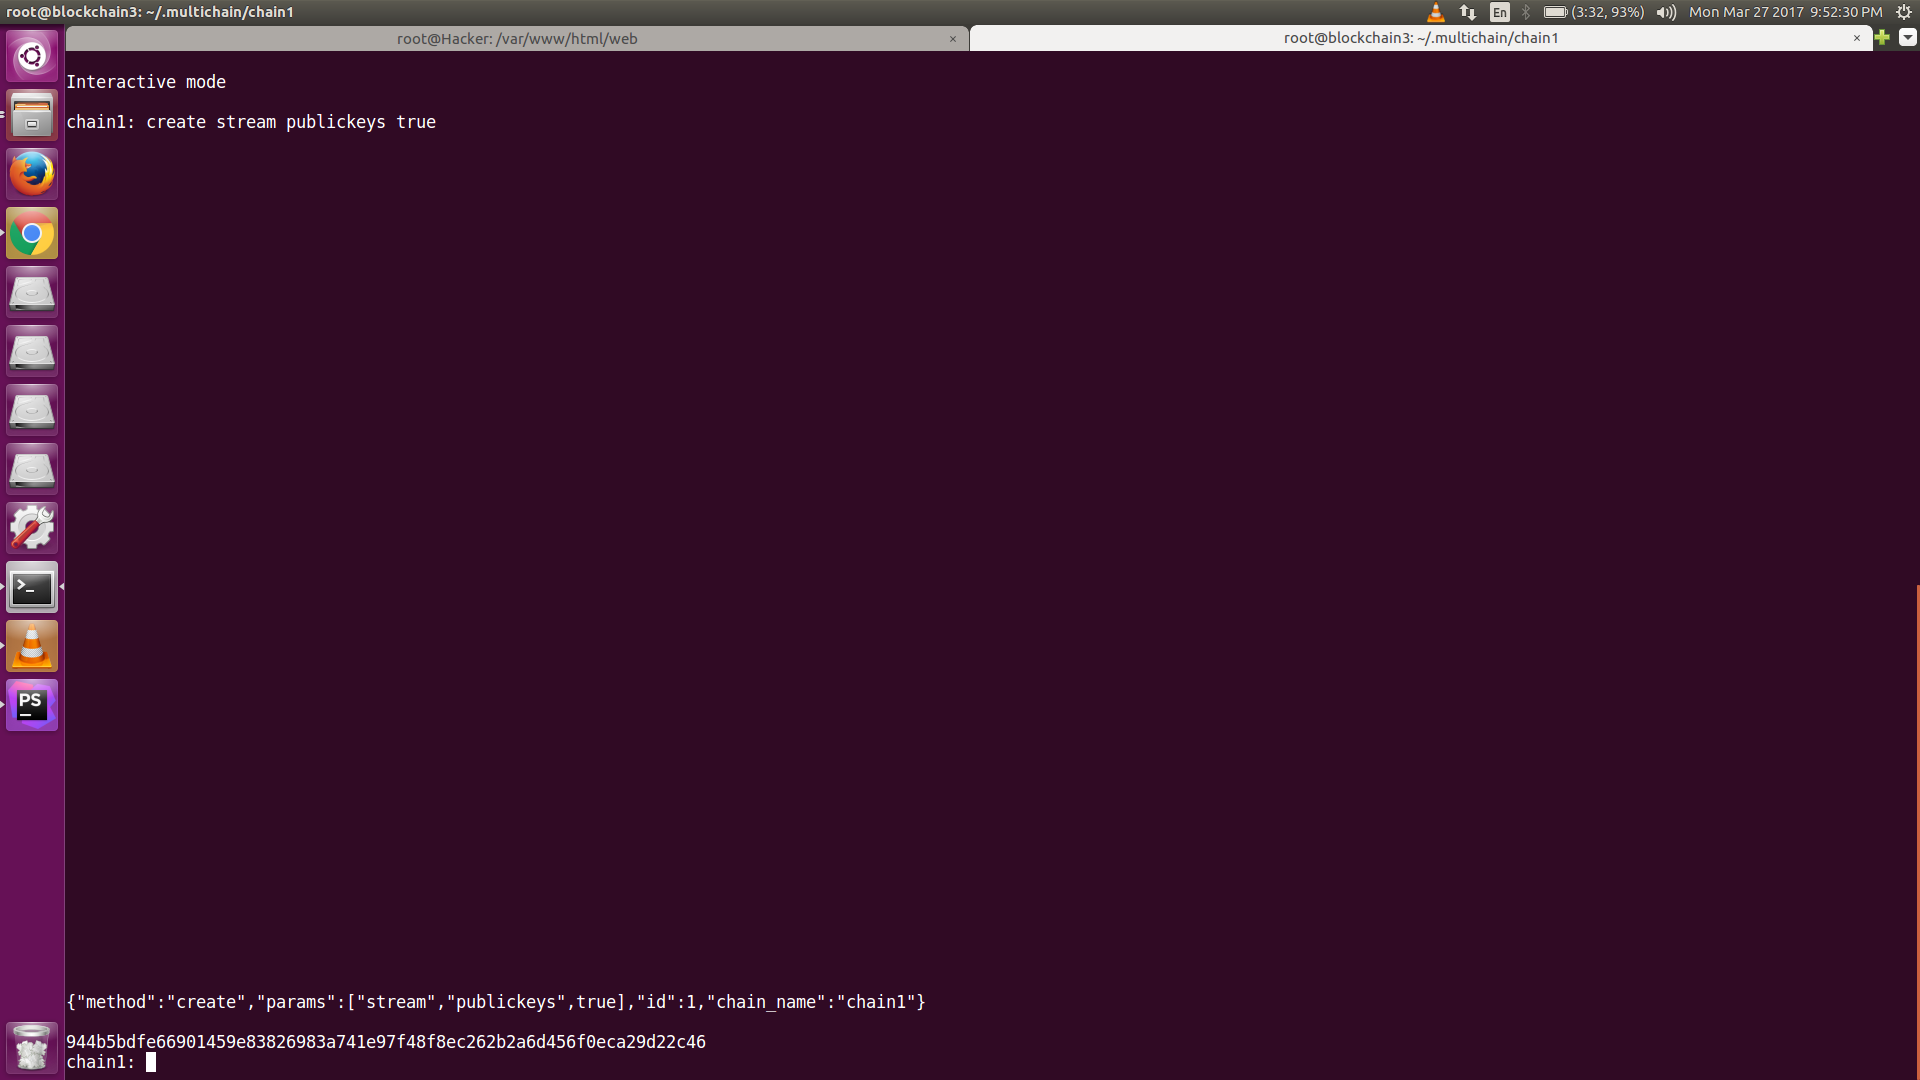 root@blockchain3: ~/.multichain/chain1
En (3:32, 93%) Mon Mar 27 2017 9:52:30 PM
root@Hacker: /var/www/html/web ×
root@blockchain3: ~/.multichain/chain1 ×
Interactive mode
chain1: create stream publickeys true
>_
PS
{"method":"create","params":["stream","publickeys",true],"id":1,"chain_name":"chain1"}
944b5bdfe66901459e83826983a741e97f48f8ec262b2a6d456f0eca29d22c46
chain1: